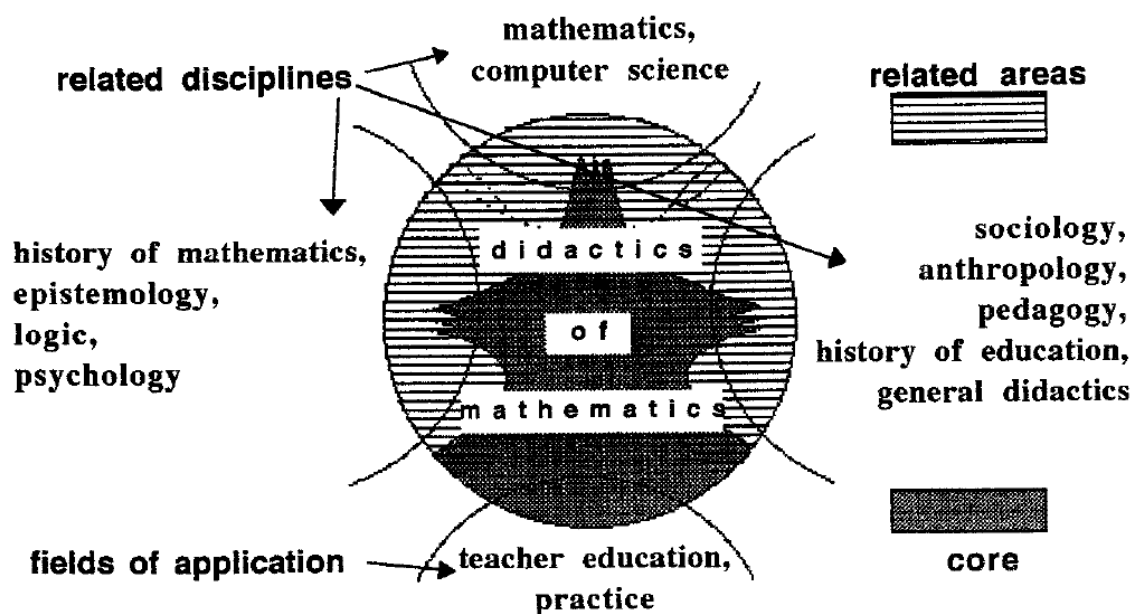 mathematics,
computer science
related disciplines
related areas
history of mathematics,
epistemology,
logic,
psychology
didactics
of
mathematics
sociology,
anthropology,
pedagogy,
history of education,
general didactics
fields of application
teacher education,
practice
core